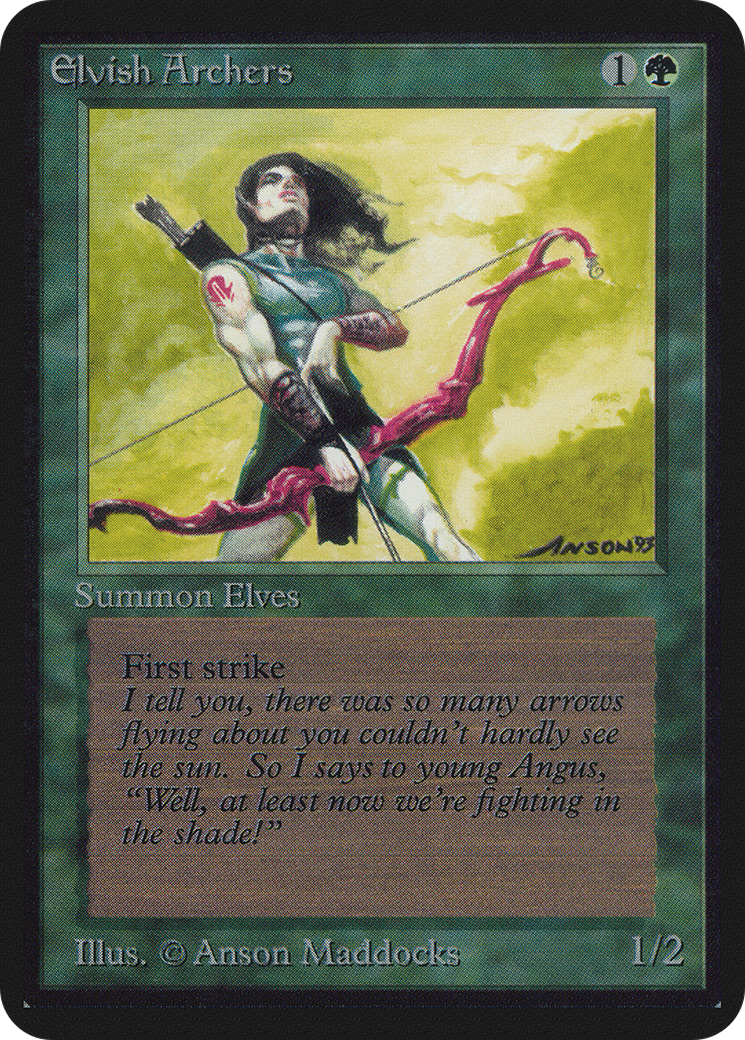 Elvish Archers 1
ANSON 93
Summon Elves
First strike
I tell you, there was so many arrows
flying about you couldn't hardly see
the sun. So I says to young Angus,
“Well, at least now we're fighting in
the shade!”
Illus. © Anson Maddocks 1/2